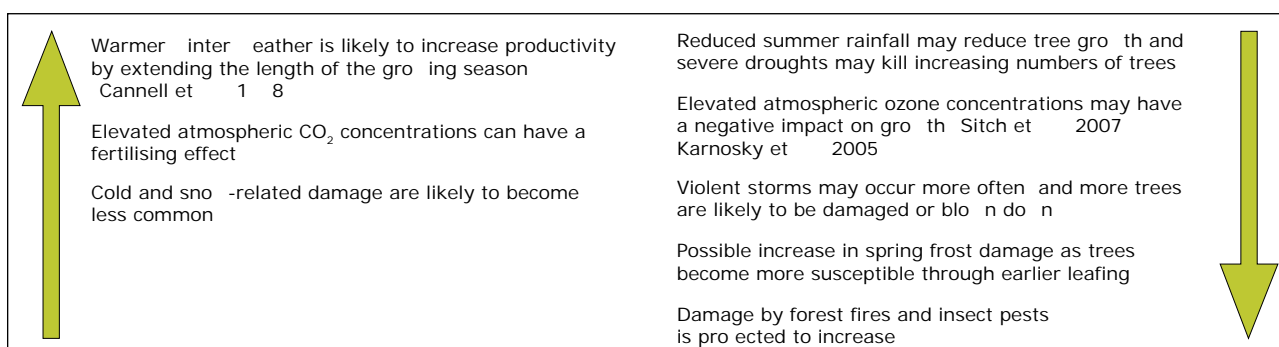 Warmer inter eather is likely to increase productivity
by extending the length of the gro ing season
Cannell et 1 8
Elevated atmospheric CO₂ concentrations can have a
fertilising effect
Cold and sno -related damage are likely to become
less common
Reduced summer rainfall may reduce tree gro th and
severe droughts may kill increasing numbers of trees
Elevated atmospheric ozone concentrations may have
a negative impact on gro th Sitch et 2007
Karnosky et 2005
Violent storms may occur more often and more trees
are likely to be damaged or blo n do n
Possible increase in spring frost damage as trees
become more susceptible through earlier leafing
Damage by forest fires and insect pests
is pro ected to increase